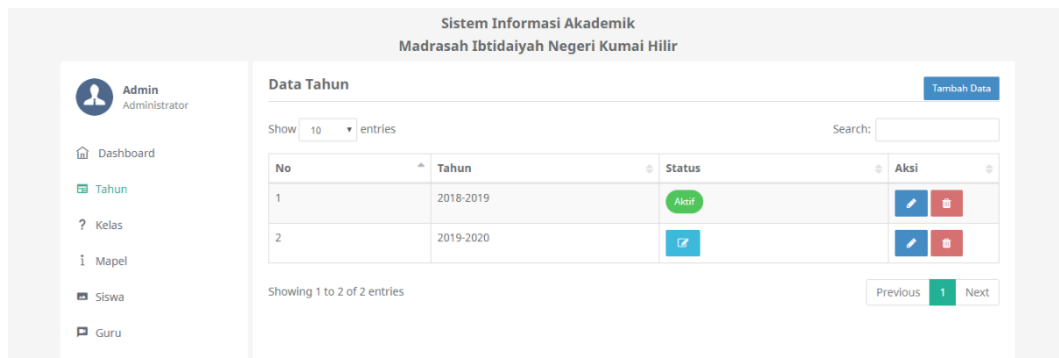 Sistem Informasi Akademik
Madrasah Ibtidaiyah Negeri Kumai Hilir
Admin
Administrator
Dashboard
Tahun
Kelas
Mapel
Siswa
Guru
Data Tahun
Tambah Data
Show 10 entries
Search:
No Tahun Status Aksi
1 2018-2019 Aktif
2 2019-2020
Showing 1 to 2 of 2 entries
Previous 1 Next